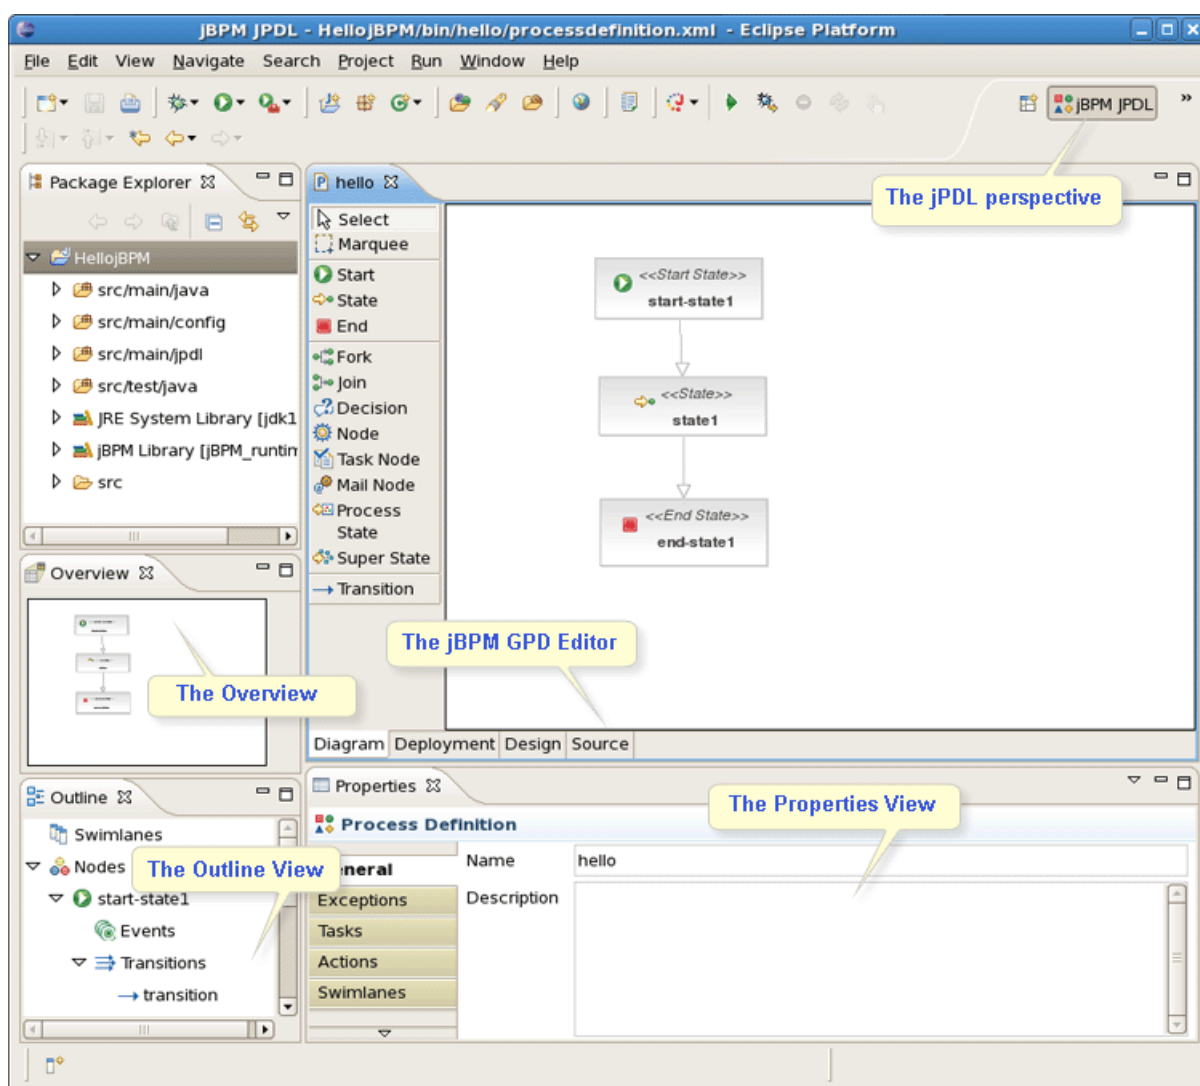 jBPM JPDL - HellojBPM/bin/hello/processdefinition.xml - Eclipse Platform
File Edit View Navigate Search Project Run Window Help
jBPM JPDL
»
The jPDL perspective
Package Explorer
HellojBPM
src/main/java
src/main/config
src/main/jpdl
src/test/java
JRE System Library [jdk1
jBPM Library [jBPM_runtim
src
hello
Select
Marquee
Start
State
End
Fork
Join
Decision
Node
Task Node
Mail Node
Process
State
Super State
Transition
<<Start State>>
start-state1
<<State>>
state1
<<End State>>
end-state1
The jBPM GPD Editor
Diagram Deployment Design Source
Overview
The Overview
Outline
Swimlanes
Nodes
The Outline View
start-state1
Events
Transitions
transition
Properties
The Properties View
Process Definition
eneral
Exceptions
Tasks
Actions
Swimlanes
Name
hello
Description